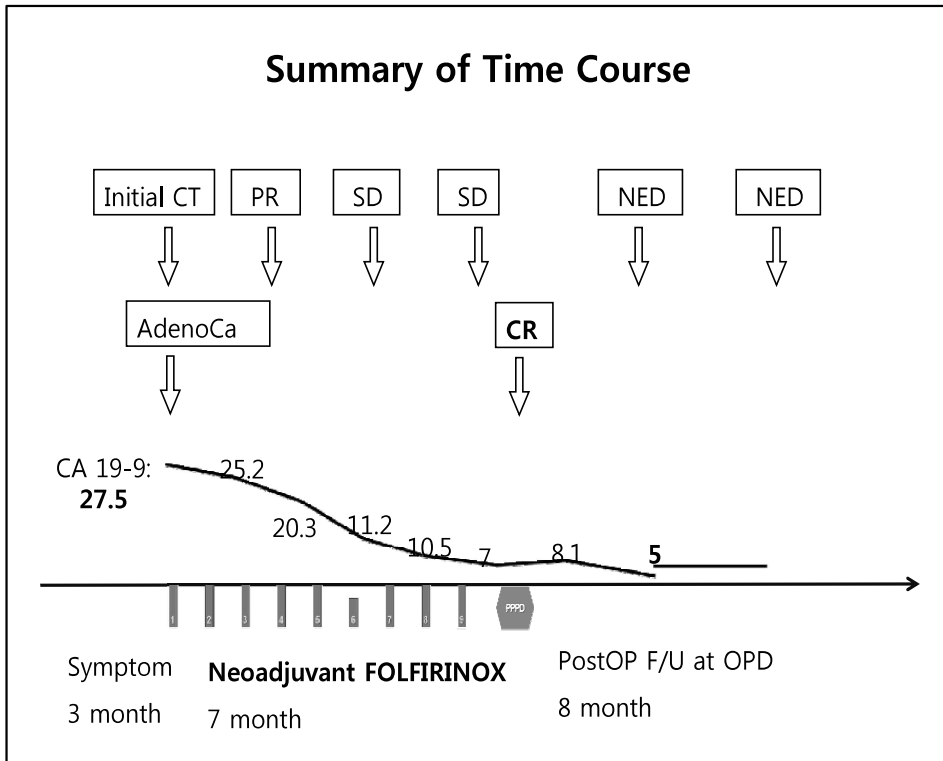 Summary of Time Course
Initial CT
PR
SD
SD
NED
NED
AdenoCa
CR
CA 19-9:
27.5
25.2
20.3
11.2
10.5
7
8.1
5
1
2
3
4
5
6
7
8
9
PPPD
Symptom
3 month
Neoadjuvant FOLFIRINOX
7 month
PostOP F/U at OPD
8 month